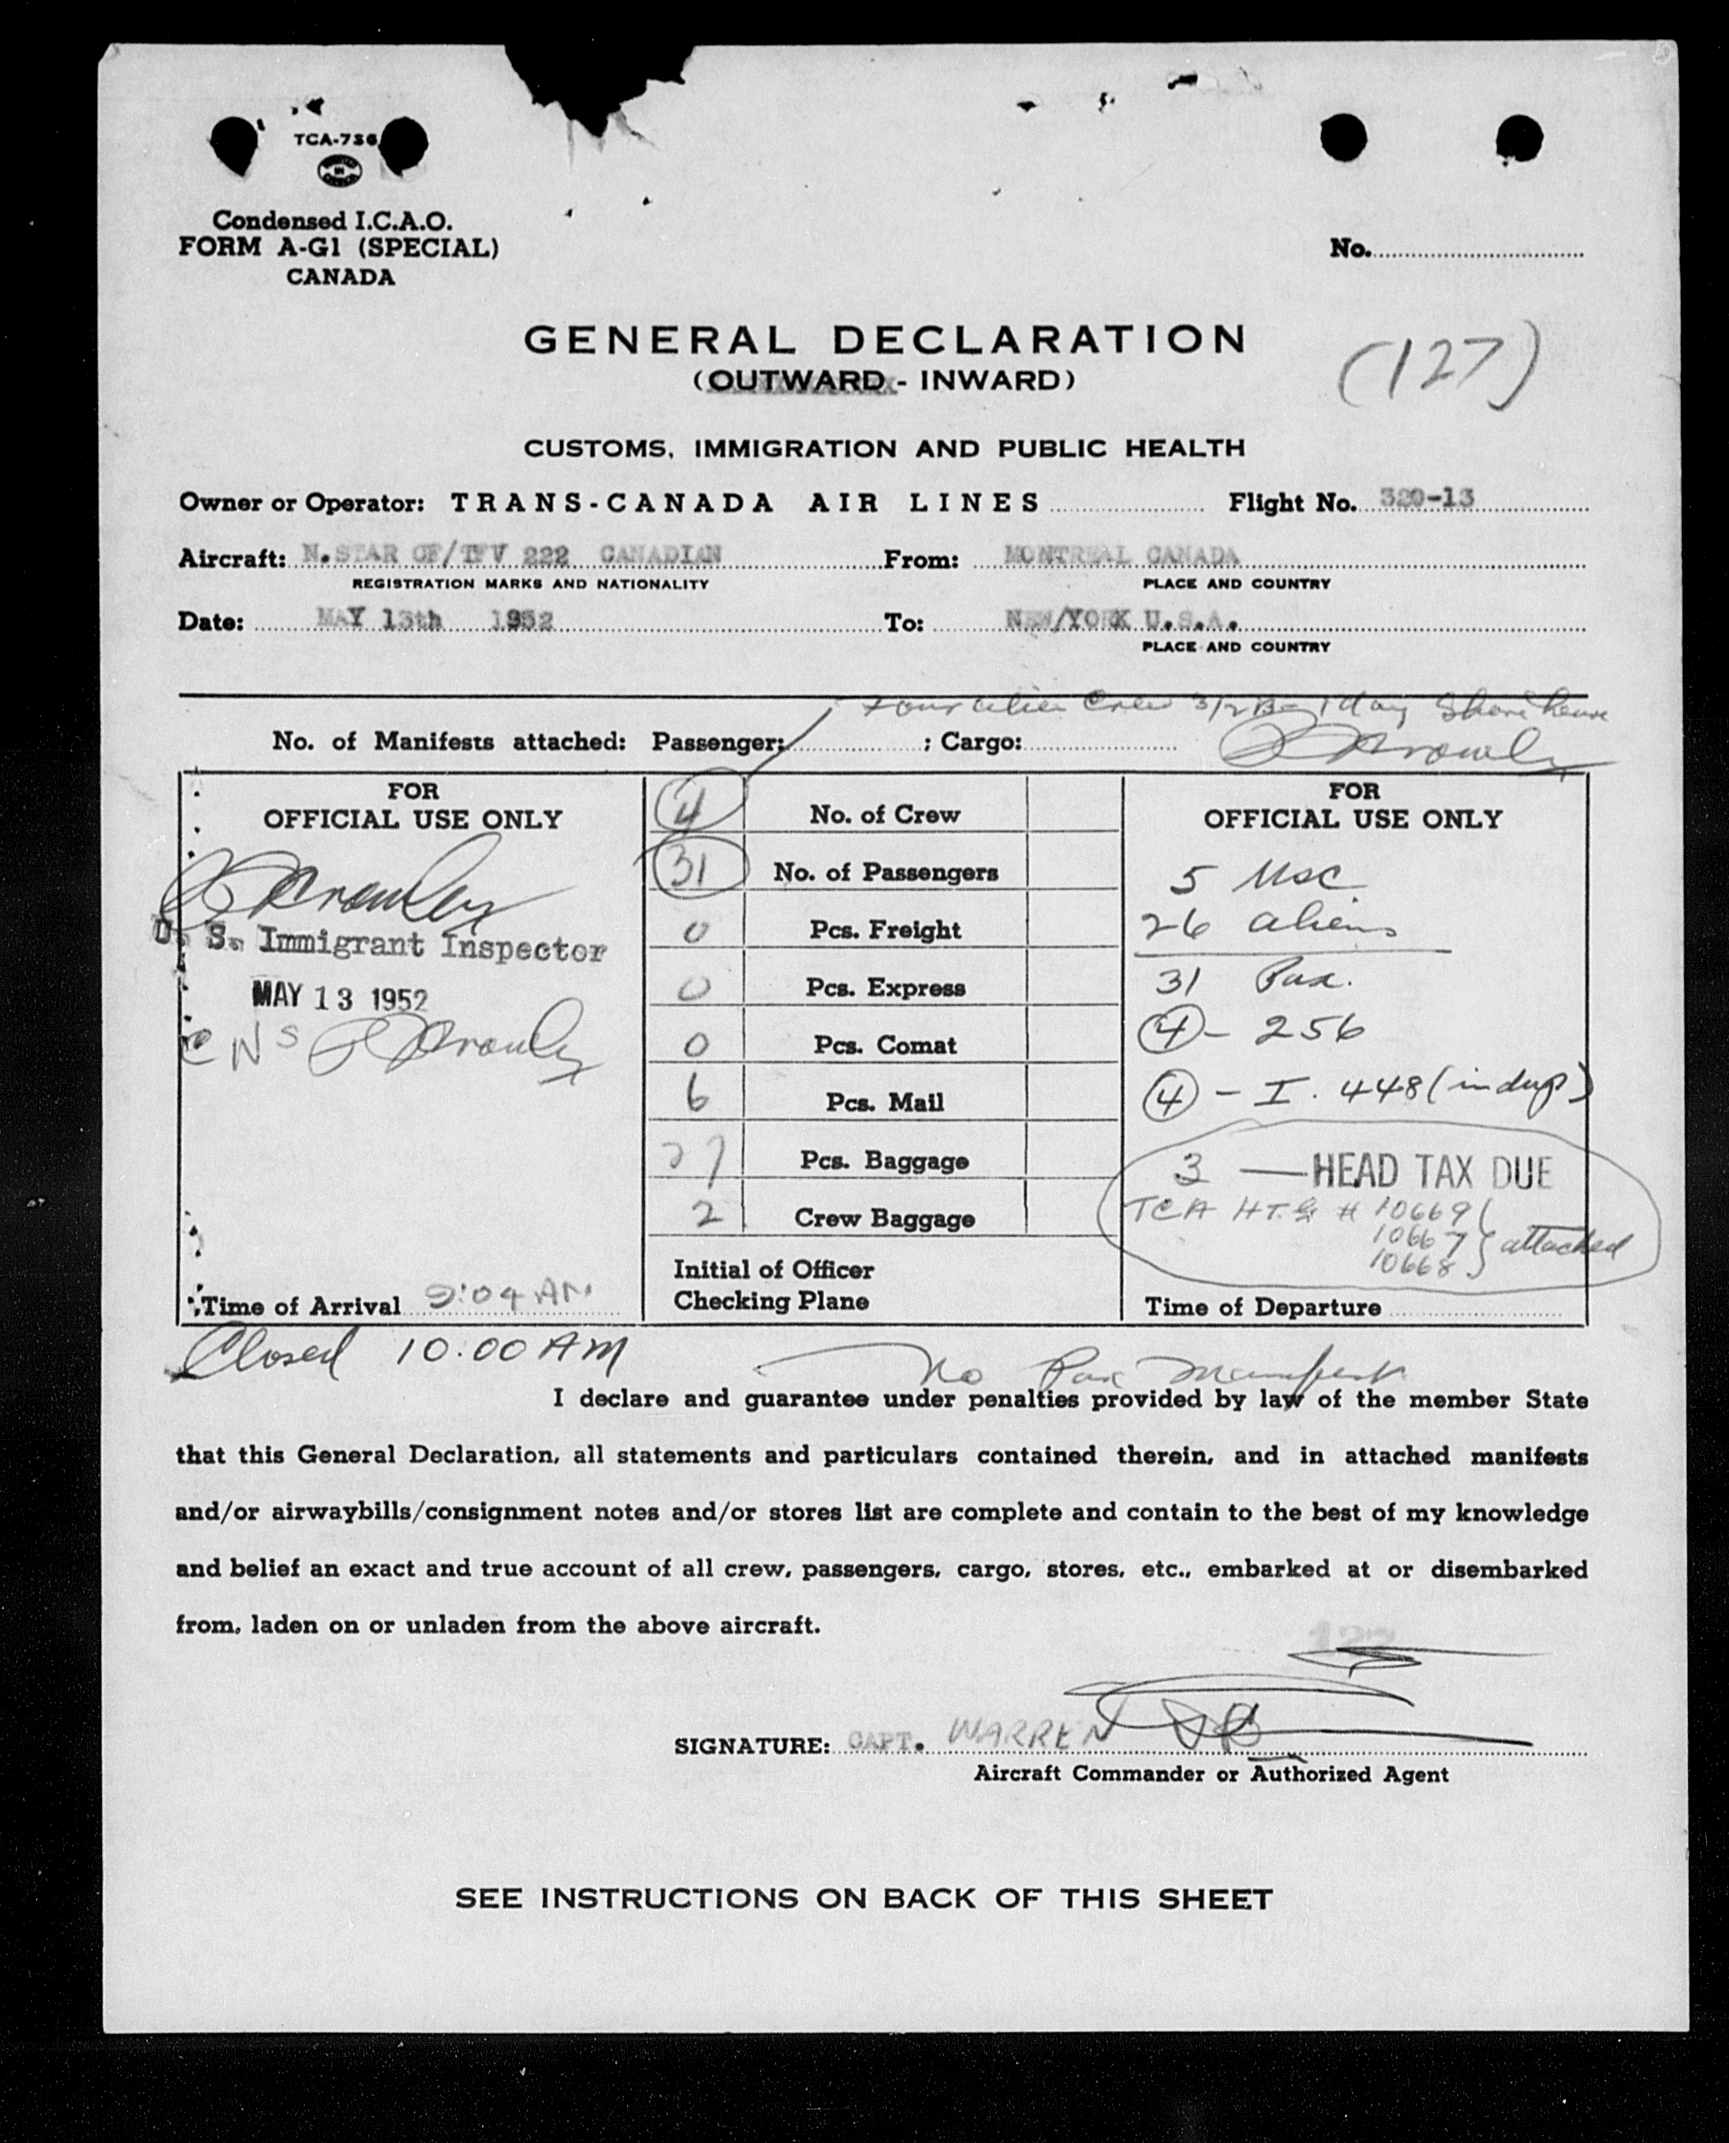 TCA-736
Condensed I.C.A.O.
FORM A-G1 (SPECIAL)
CANADA
No.
GENERAL DECLARATION
(OUTWARD - INWARD)
(127)
CUSTOMS, IMMIGRATION AND PUBLIC HEALTH
Owner or Operator: TRANS-CANADA AIR LINES Flight No. 320-13
Aircraft: N.STAR CF/TFV 222 CANADIAN From: MONTREAL CANADA
REGISTRATION MARKS AND NATIONALITY PLACE AND COUNTRY
Date: MAY 13th 1952 To: NEW/YORK U.S.A.
PLACE AND COUNTRY
Four alien Crew 3/2 1 day Shore leave
No. of Manifests attached: Passenger: ; Cargo:
FOR
OFFICIAL USE ONLY
Crowley
U. S. Immigrant Inspector
MAY 13 1952
Crowley
Time of Arrival 9:04 AM
4 No. of Crew
31 No. of Passengers
0 Pcs. Freight
0 Pcs. Express
0 Pcs. Comat
6 Pcs. Mail
27 Pcs. Baggage
2 Crew Baggage
Initial of Officer
Checking Plane
FOR
OFFICIAL USE ONLY
5 USC
26 aliens
31 Pax.
4 - 256
4 - I. 448 (in dup)
3 — HEAD TAX DUE
TCA HT. # 10669
10667 attached
10668
Time of Departure
Closed 10:00 AM
No Pax Manifest
I declare and guarantee under penalties provided by law of the member State
that this General Declaration, all statements and particulars contained therein, and in attached manifests
and/or airwaybills/consignment notes and/or stores list are complete and contain to the best of my knowledge
and belief an exact and true account of all crew, passengers, cargo, stores, etc., embarked at or disembarked
from, laden on or unladen from the above aircraft.
127
SIGNATURE: CAPT. WARREN
Aircraft Commander or Authorized Agent
SEE INSTRUCTIONS ON BACK OF THIS SHEET